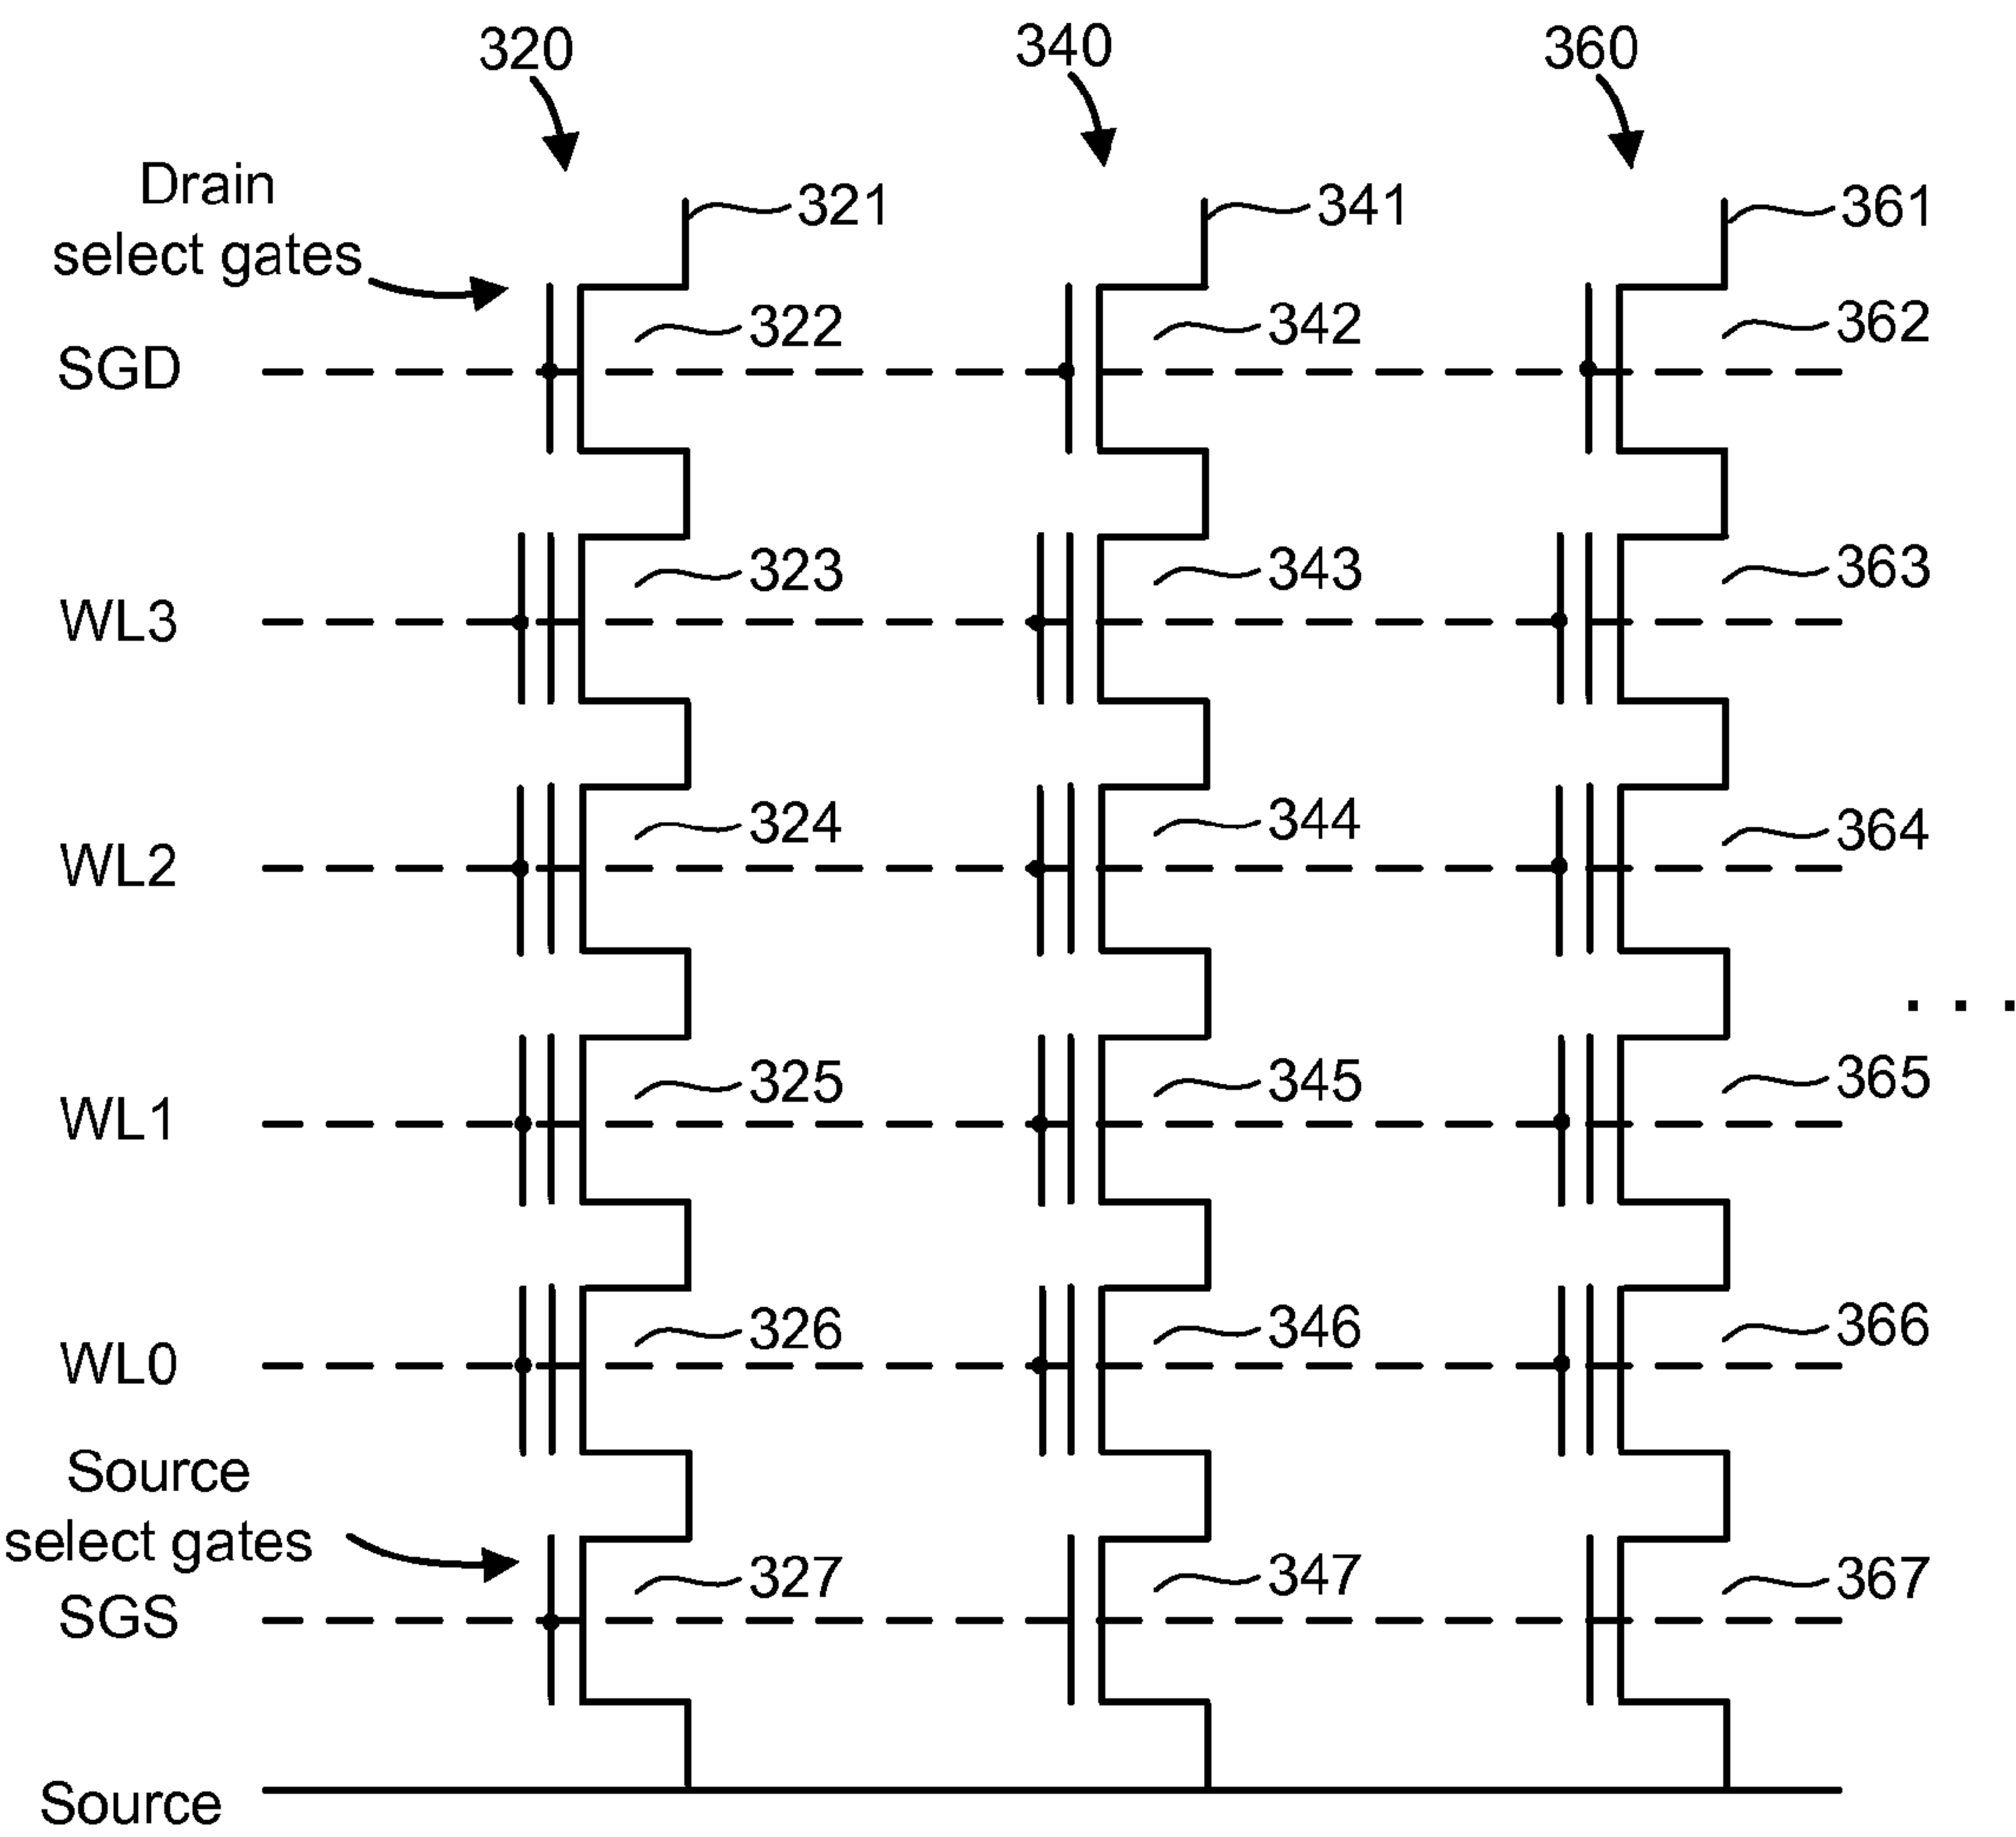 320 340 360
Drain
select gates
321 341 361
322 342 362
SGD
323 343 363
WL3
324 344 364
WL2
. . .
325 345 365
WL1
326 346 366
WL0
Source
select gates
327 347 367
SGS
Source